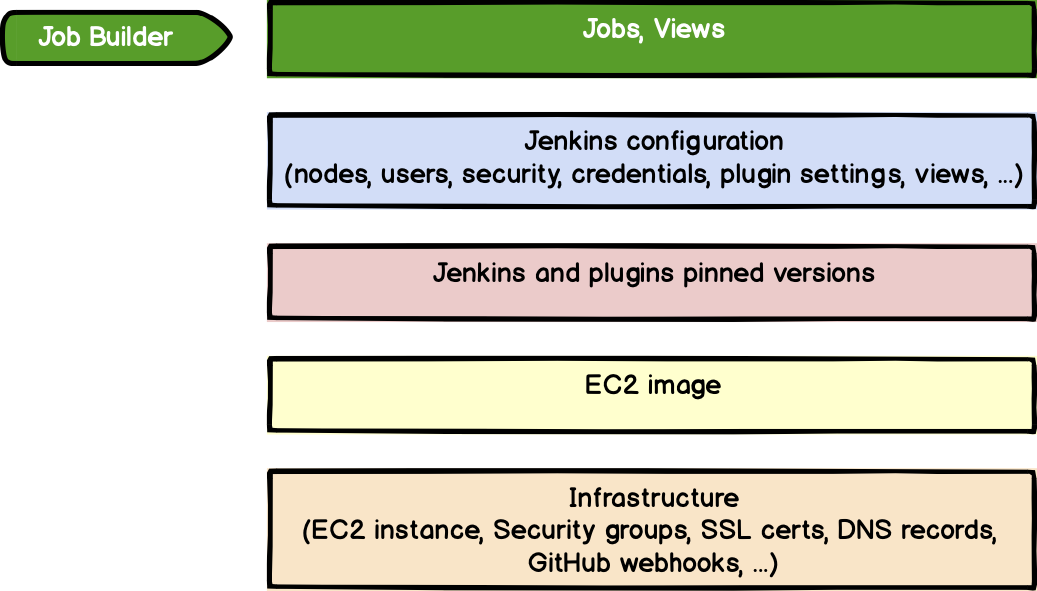 Job Builder
Jobs, Views
Jenkins configuration
(nodes, users, security, credentials, plugin settings, views, ...)
Jenkins and plugins pinned versions
EC2 image
Infrastructure
(EC2 instance, Security groups, SSL certs, DNS records,
GitHub webhooks, ...)